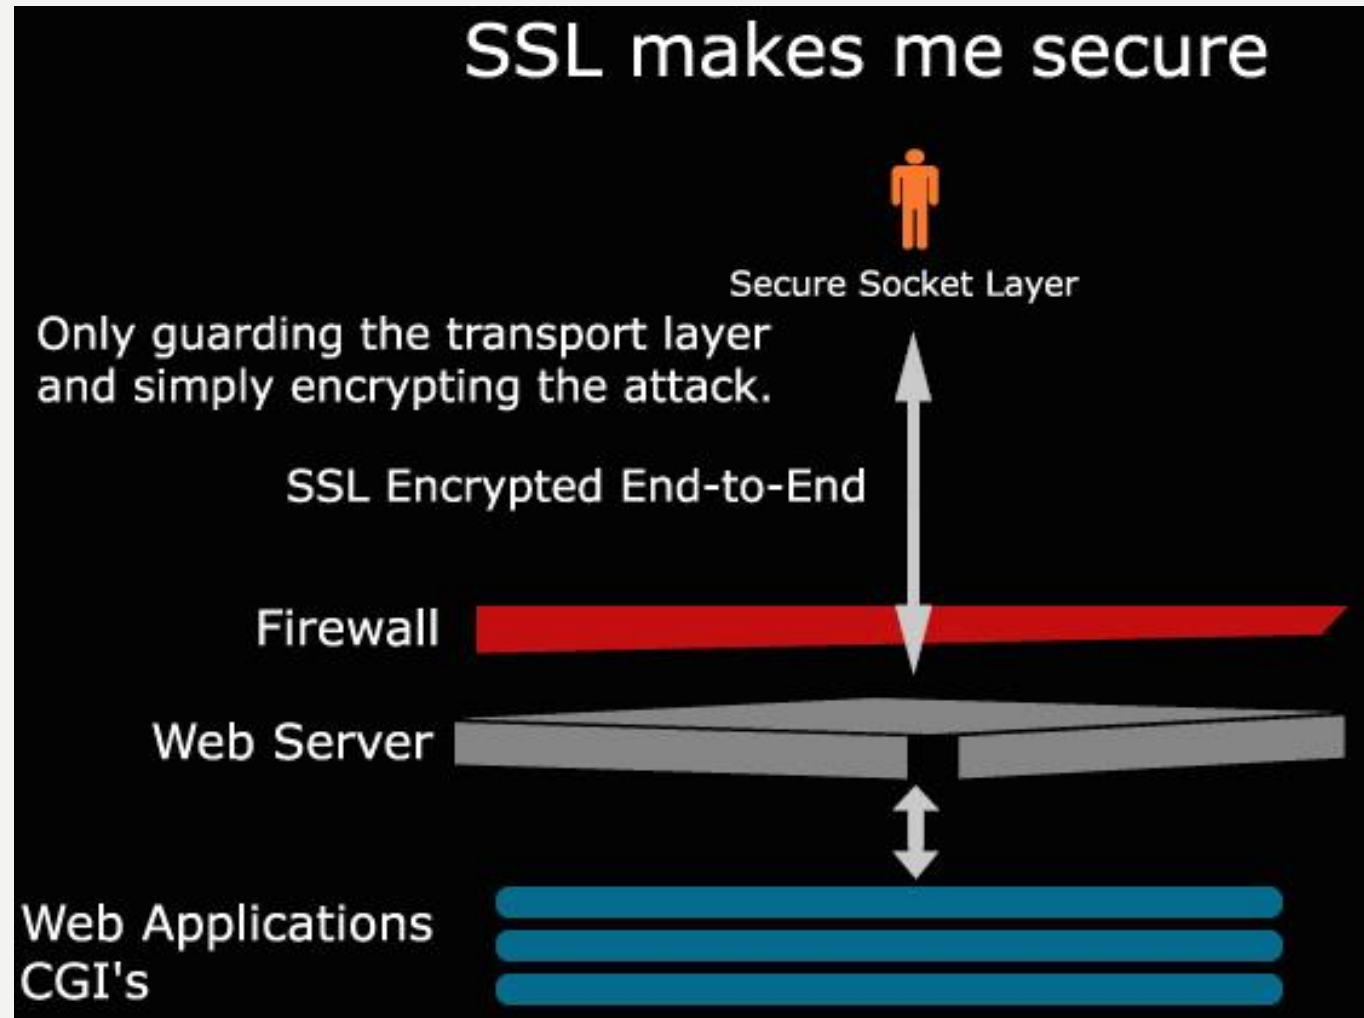 SSL makes me secure
Secure Socket Layer
Only guarding the transport layer
and simply encrypting the attack.
SSL Encrypted End-to-End
Firewall
Web Server
Web Applications
CGI's